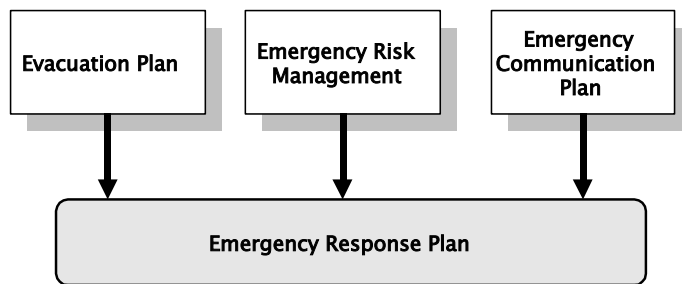 Evacuation Plan
Emergency Risk
Management
Emergency
Communication
Plan
Emergency Response Plan